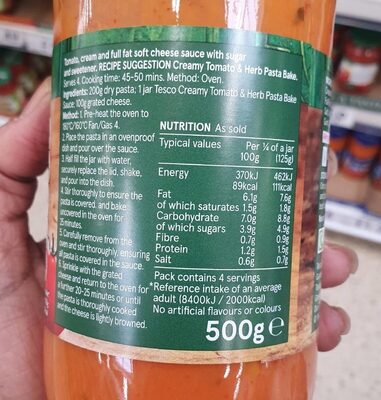 Tomato, cream and full fat soft cheese sauce with sugar
and sweetener. RECIPE SUGGESTION Creamy Tomato & Herb Pasta Bake.
Serves 4. Cooking time: 45-50 mins. Method: Oven.
Ingredients: 200g dry pasta; 1 jar Tesco Creamy Tomato & Herb Pasta Bake
Sauce; 100g grated cheese.
Method: 1. Pre-heat the oven to
180°C/160°C Fan/Gas 4.
2. Place the pasta in an ovenproof
dish and pour over the sauce.
3. Half fill the jar with water,
securely replace the lid, shake,
and pour into the dish.
4. Stir thoroughly to ensure the
pasta is covered, and bake
uncovered in the oven for
25 minutes.
5. Carefully remove from the
oven and stir thoroughly, ensuring
all pasta is covered in the sauce.
6. Sprinkle with the grated
cheese and return to the oven for
a further 20-25 minutes or until
the pasta is thoroughly cooked
and the cheese is lightly browned.
NUTRITION As sold
Typical values Per 100g ¼ of a jar (125g)
Energy 370kJ 462kJ
89kcal 111kcal
Fat 6.1g 7.6g
of which saturates 1.5g 1.8g
Carbohydrate 7.0g 8.8g
of which sugars 3.9g 4.9g
Fibre 0.7g 0.9g
Protein 1.2g 1.5g
Salt 0.6g 0.7g
Pack contains 4 servings
*Reference intake of an average
adult (8400kJ / 2000kcal)
No artificial flavours or colours
500g e